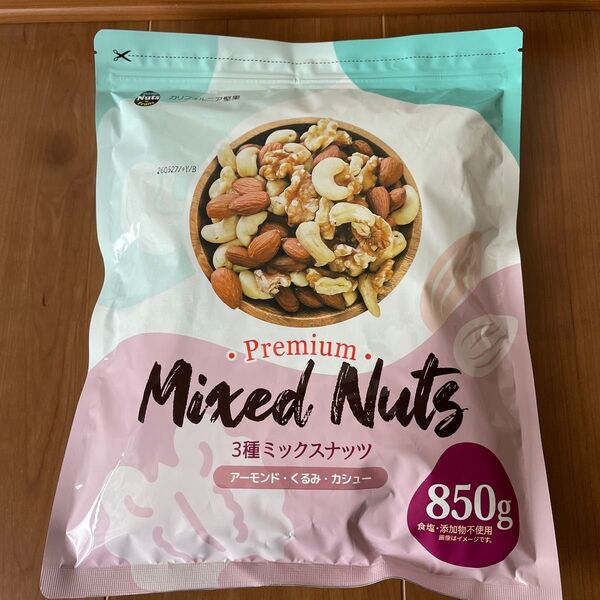 Nuts
カリフォルニア堅果
260527/+Y/B
Premium
Mixed Nuts
3種ミックスナッツ
アーモンド・くるみ・カシュー
850g
食塩・添加物不使用
画像はイメージです。